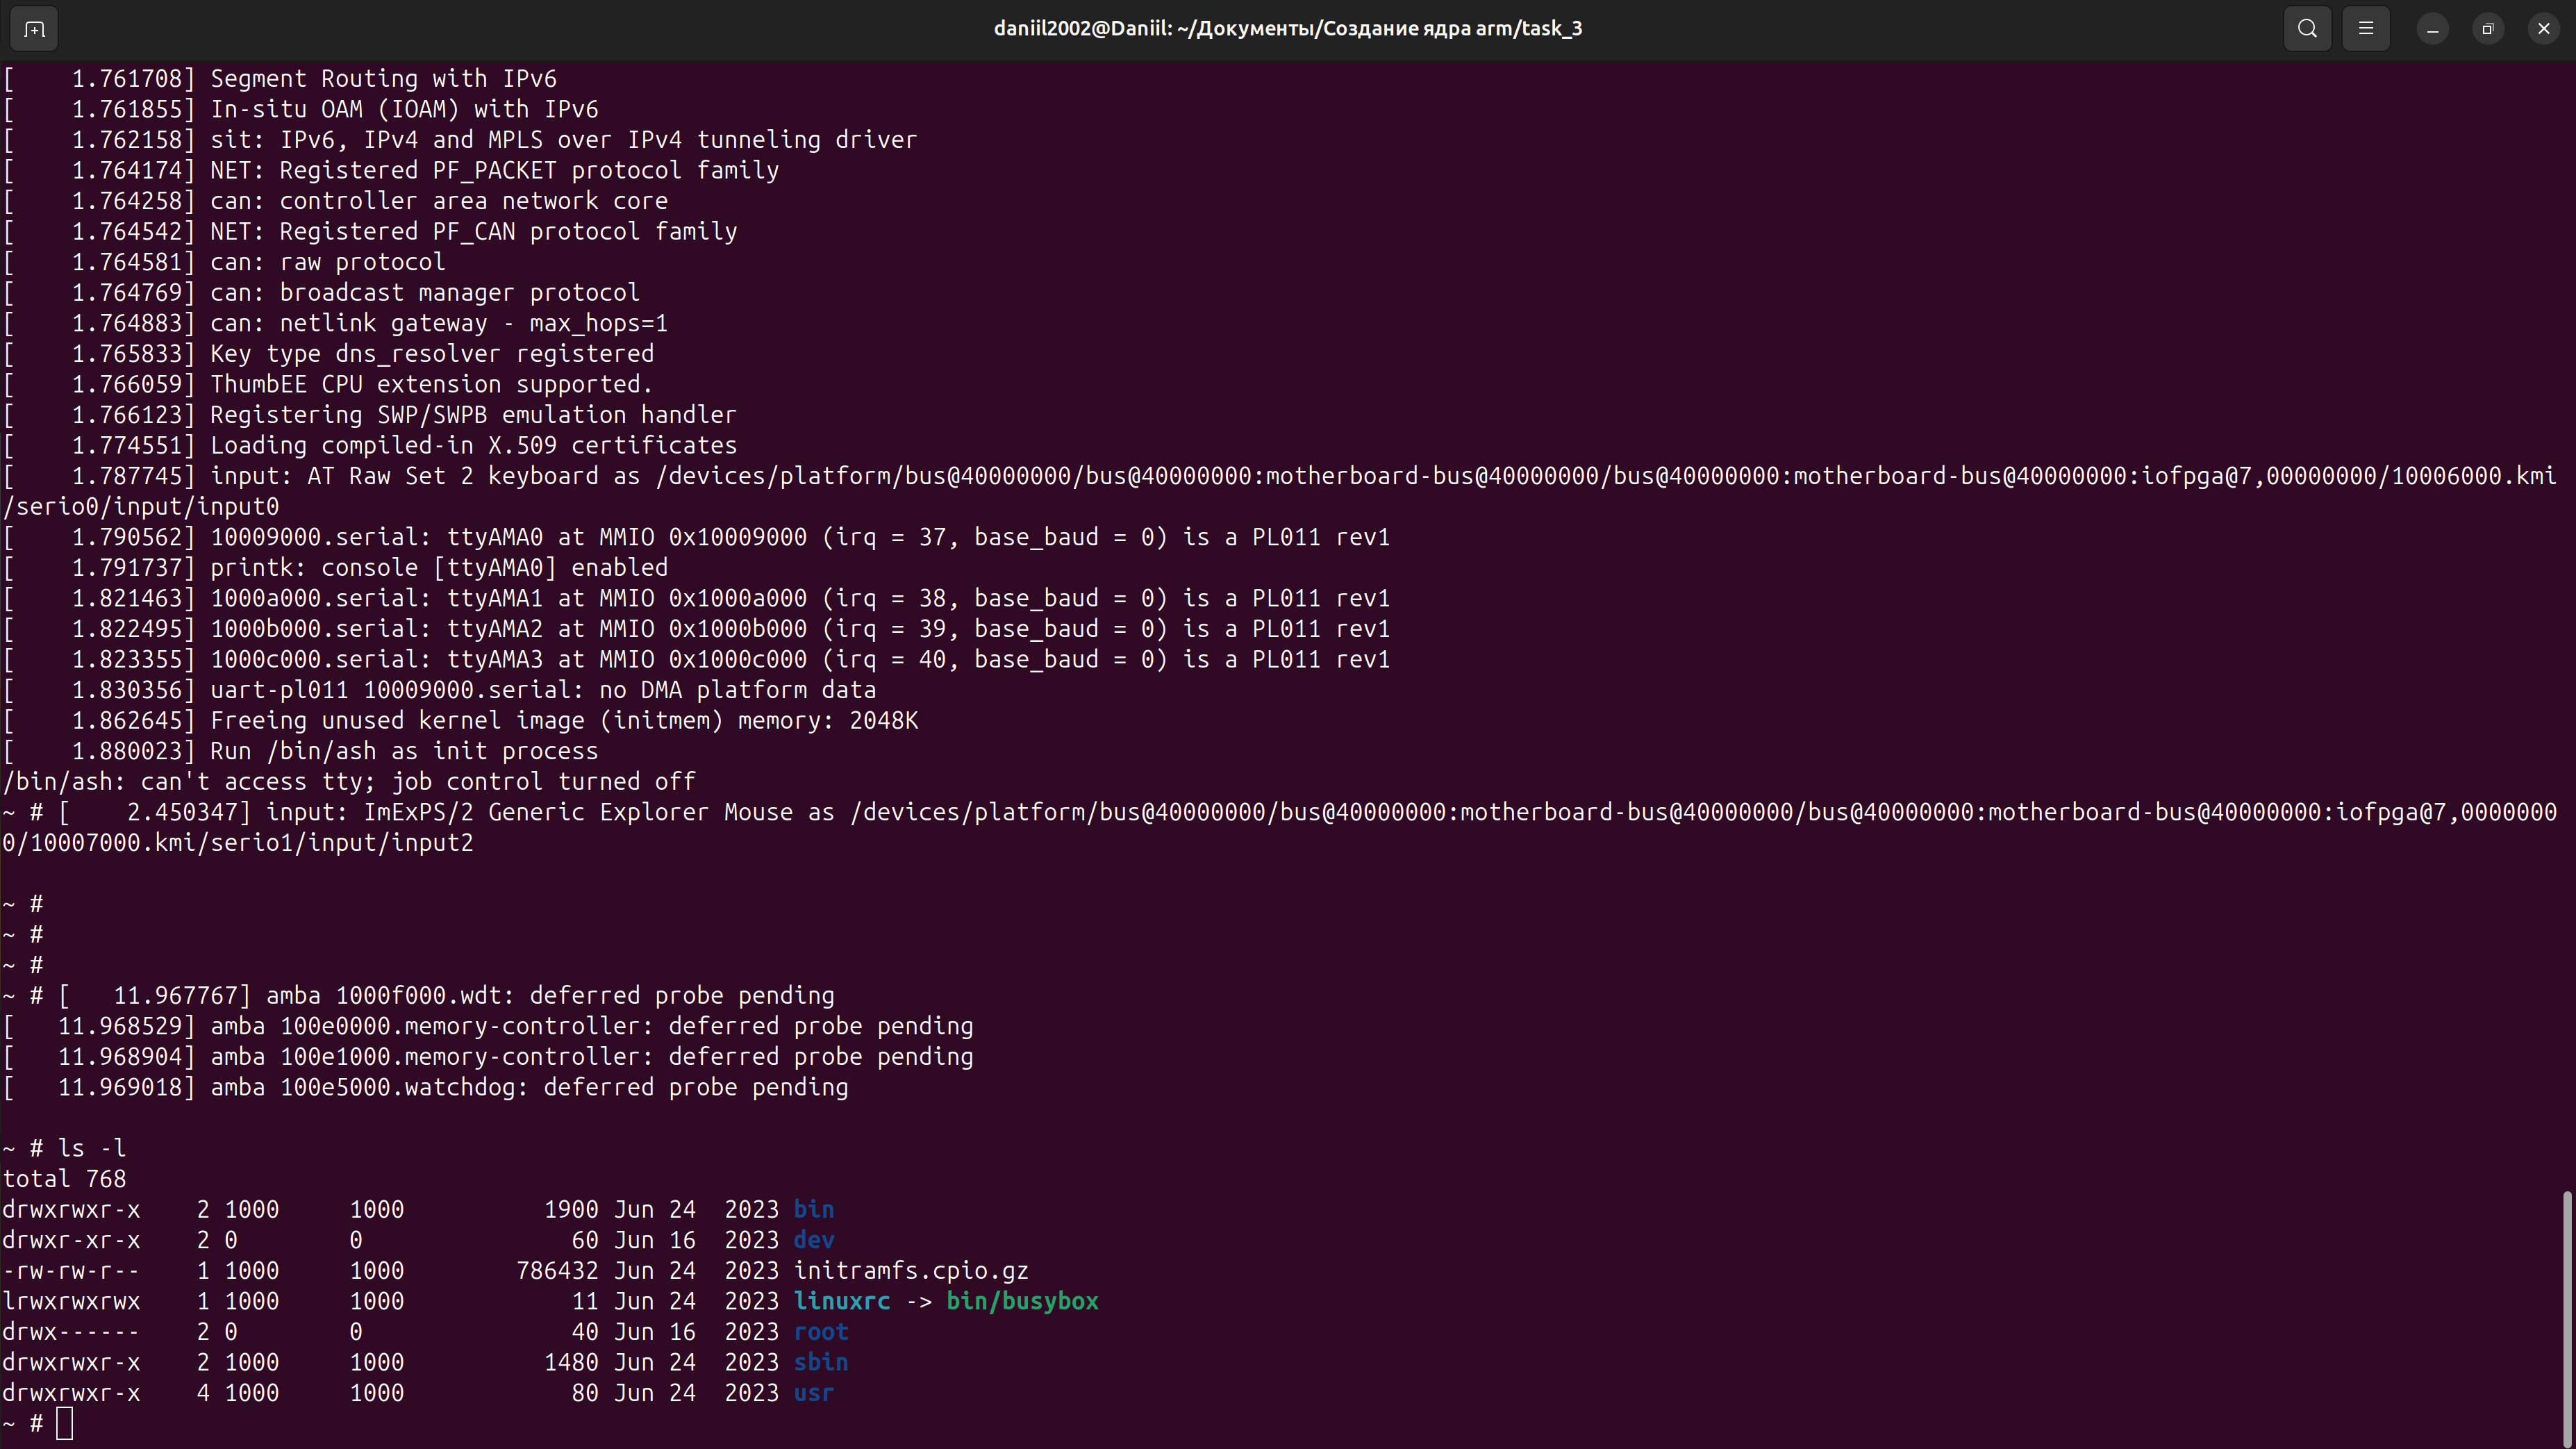 daniil2002@Daniil: ~/Документы/Создание ядра arm/task_3
[    1.761708] Segment Routing with IPv6
[    1.761855] In-situ OAM (IOAM) with IPv6
[    1.762158] sit: IPv6, IPv4 and MPLS over IPv4 tunneling driver
[    1.764174] NET: Registered PF_PACKET protocol family
[    1.764258] can: controller area network core
[    1.764542] NET: Registered PF_CAN protocol family
[    1.764581] can: raw protocol
[    1.764769] can: broadcast manager protocol
[    1.764883] can: netlink gateway - max_hops=1
[    1.765833] Key type dns_resolver registered
[    1.766059] ThumbEE CPU extension supported.
[    1.766123] Registering SWP/SWPB emulation handler
[    1.774551] Loading compiled-in X.509 certificates
[    1.787745] input: AT Raw Set 2 keyboard as /devices/platform/bus@40000000/bus@40000000:motherboard-bus@40000000/bus@40000000:motherboard-bus@40000000:iofpga@7,00000000/10006000.kmi
/serio0/input/input0
[    1.790562] 10009000.serial: ttyAMA0 at MMIO 0x10009000 (irq = 37, base_baud = 0) is a PL011 rev1
[    1.791737] printk: console [ttyAMA0] enabled
[    1.821463] 1000a000.serial: ttyAMA1 at MMIO 0x1000a000 (irq = 38, base_baud = 0) is a PL011 rev1
[    1.822495] 1000b000.serial: ttyAMA2 at MMIO 0x1000b000 (irq = 39, base_baud = 0) is a PL011 rev1
[    1.823355] 1000c000.serial: ttyAMA3 at MMIO 0x1000c000 (irq = 40, base_baud = 0) is a PL011 rev1
[    1.830356] uart-pl011 10009000.serial: no DMA platform data
[    1.862645] Freeing unused kernel image (initmem) memory: 2048K
[    1.880023] Run /bin/ash as init process
/bin/ash: can't access tty; job control turned off
~ # [    2.450347] input: ImExPS/2 Generic Explorer Mouse as /devices/platform/bus@40000000/bus@40000000:motherboard-bus@40000000/bus@40000000:motherboard-bus@40000000:iofpga@7,0000000
0/10007000.kmi/serio1/input/input2
~ #
~ #
~ #
~ # [   11.967767] amba 1000f000.wdt: deferred probe pending
[   11.968529] amba 100e0000.memory-controller: deferred probe pending
[   11.968904] amba 100e1000.memory-controller: deferred probe pending
[   11.969018] amba 100e5000.watchdog: deferred probe pending
~ # ls -l
total 768
drwxrwxr-x    2 1000     1000          1900 Jun 24  2023 bin
drwxr-xr-x    2 0        0               60 Jun 16  2023 dev
-rw-rw-r--    1 1000     1000        786432 Jun 24  2023 initramfs.cpio.gz
lrwxrwxrwx    1 1000     1000            11 Jun 24  2023 linuxrc -> bin/busybox
drwx------    2 0        0               40 Jun 16  2023 root
drwxrwxr-x    2 1000     1000          1480 Jun 24  2023 sbin
drwxrwxr-x    4 1000     1000            80 Jun 24  2023 usr
~ #